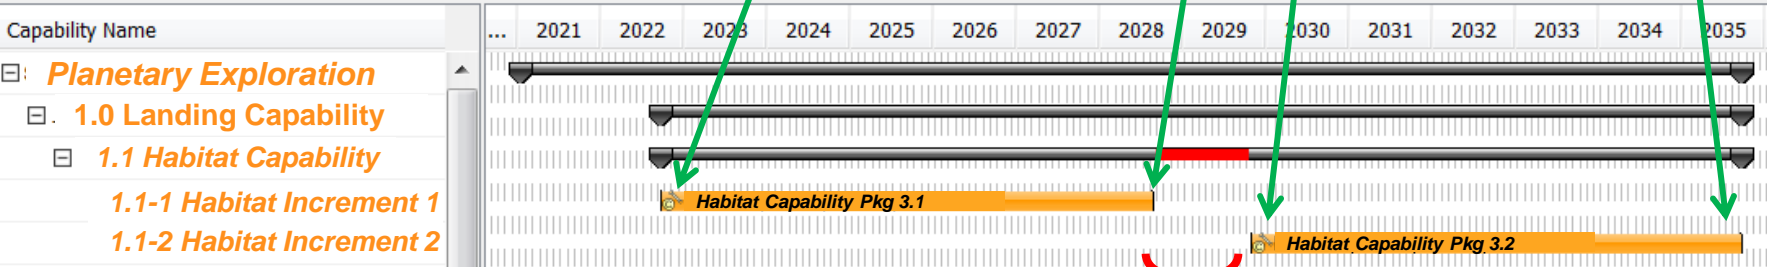 Capability Name ... 2021 2022 2023 2024 2025 2026 2027 2028 2029 2030 2031 2032 2033 2034 2035
Planetary Exploration
1.0 Landing Capability
1.1 Habitat Capability
1.1-1 Habitat Increment 1 Habitat Capability Pkg 3.1
1.1-2 Habitat Increment 2 Habitat Capability Pkg 3.2